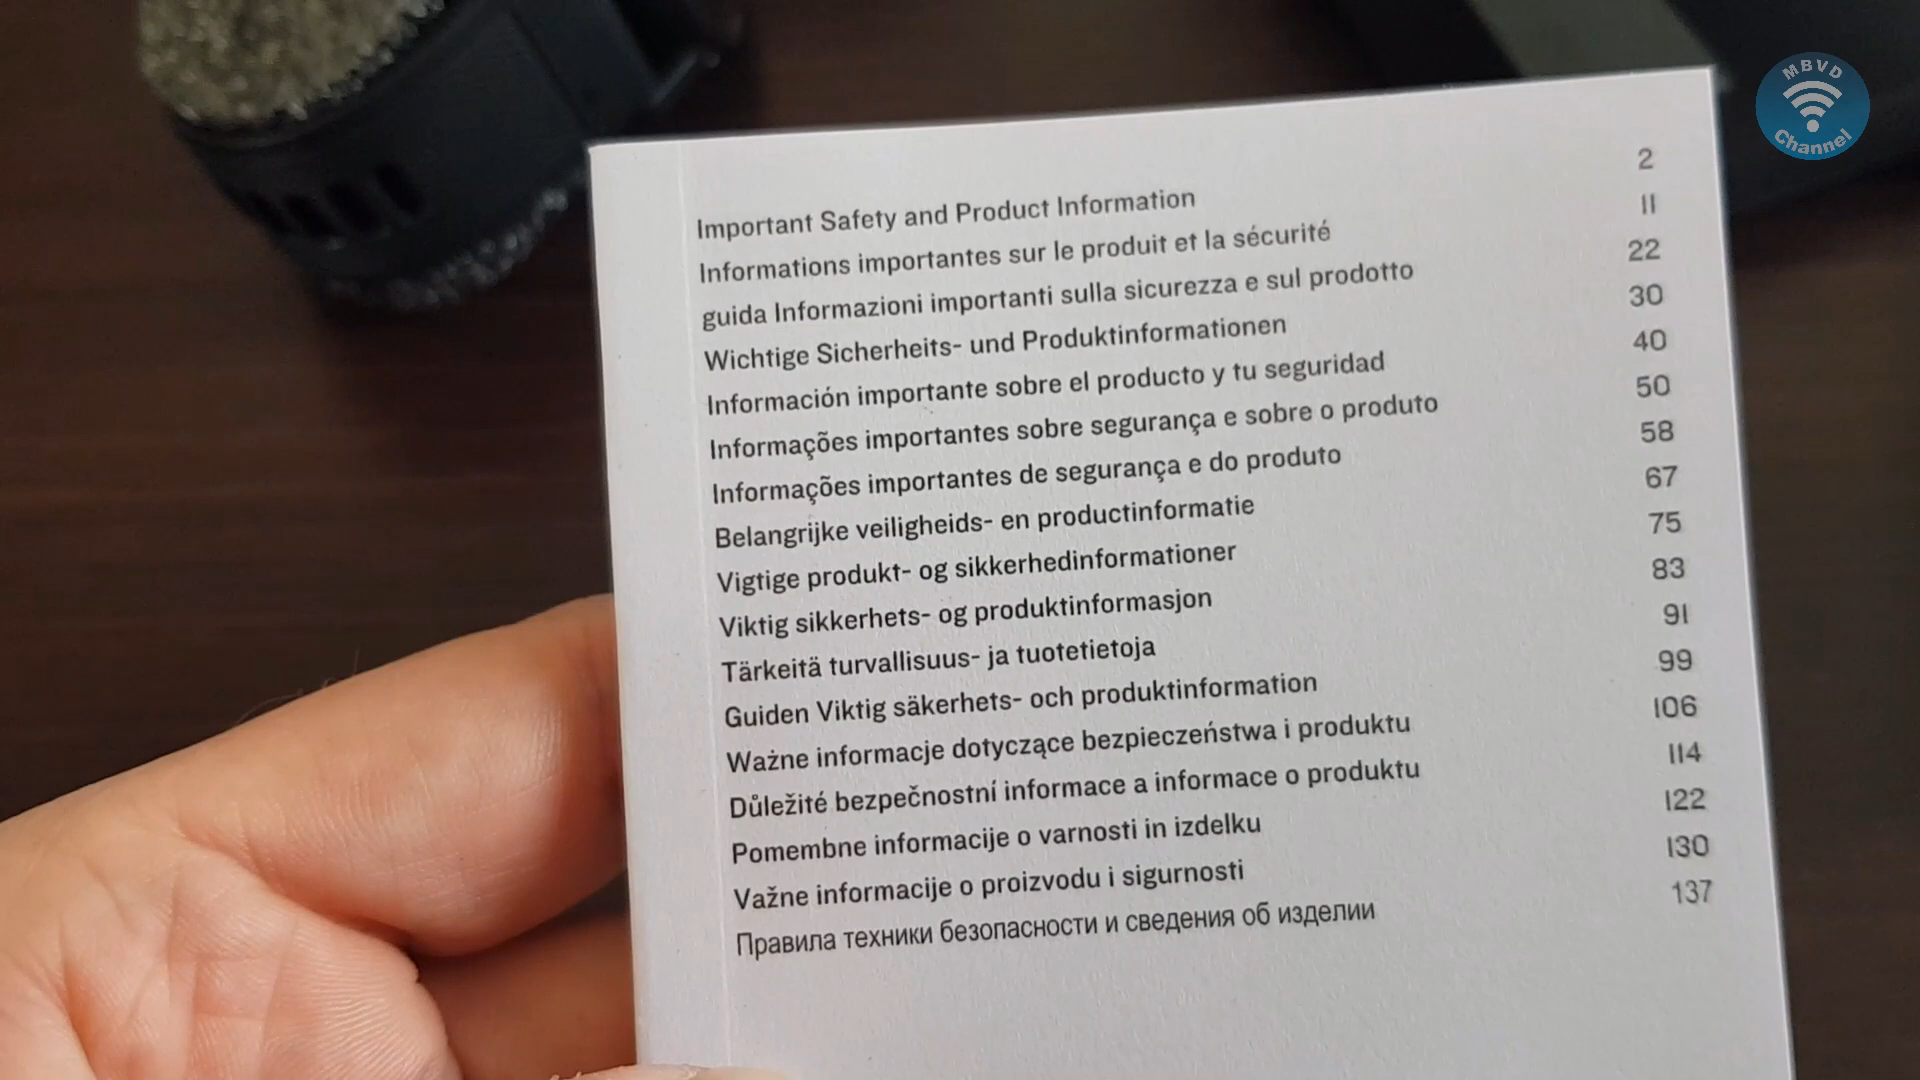 Important Safety and Product Information 2
Informations importantes sur le produit et la sécurité 11
guida Informazioni importanti sulla sicurezza e sul prodotto 22
Wichtige Sicherheits- und Produktinformationen 30
Información importante sobre el producto y tu seguridad 40
Informações importantes sobre segurança e sobre o produto 50
Informações importantes de segurança e do produto 58
Belangrijke veiligheids- en productinformatie 67
Vigtige produkt- og sikkerhedinformationer 75
Viktig sikkerhets- og produktinformasjon 83
Tärkeitä turvallisuus- ja tuotetietoja 91
Guiden Viktig säkerhets- och produktinformation 99
Ważne informacje dotyczące bezpieczeństwa i produktu 106
Důležité bezpečnostní informace a informace o produktu 114
Pomembne informacije o varnosti in izdelku 122
Važne informacije o proizvodu i sigurnosti 130
Правила техники безопасности и сведения об изделии 137
MBVD
Channel